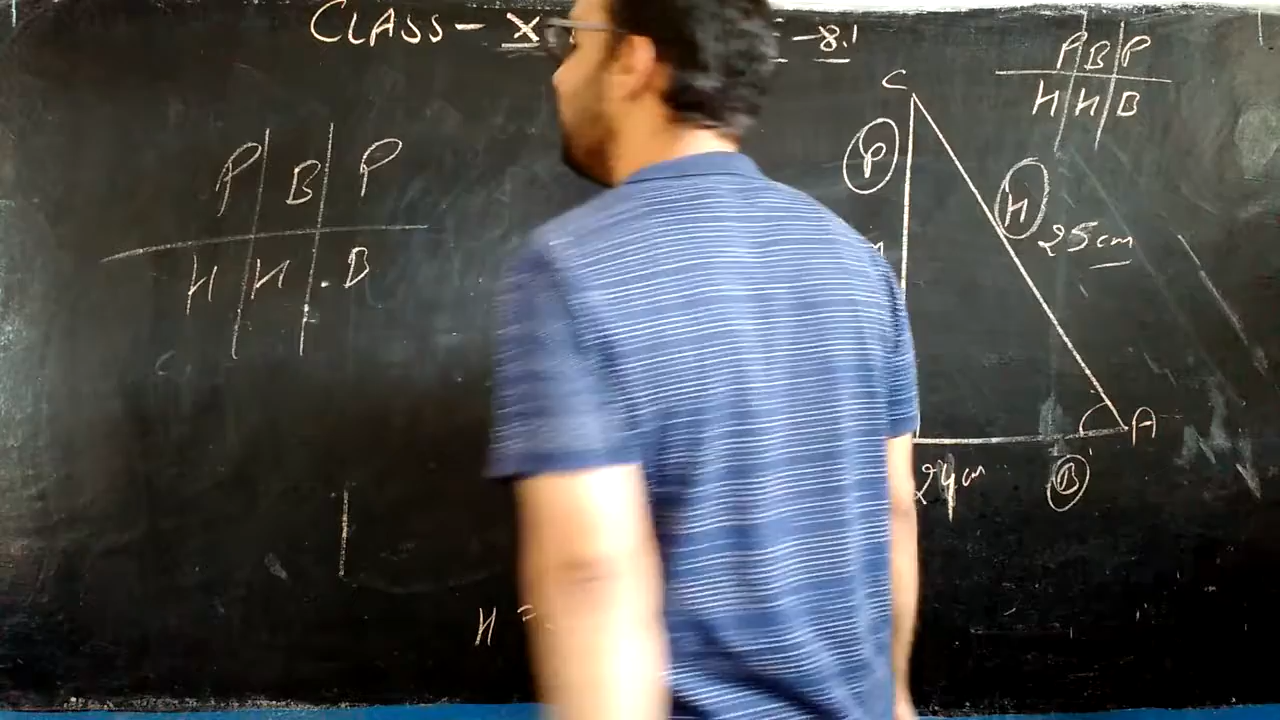 CLASS - X - 8.1
P B P
H H B
P B P
H H B
C
P
H
25 cm
A
24 cm
B
H =